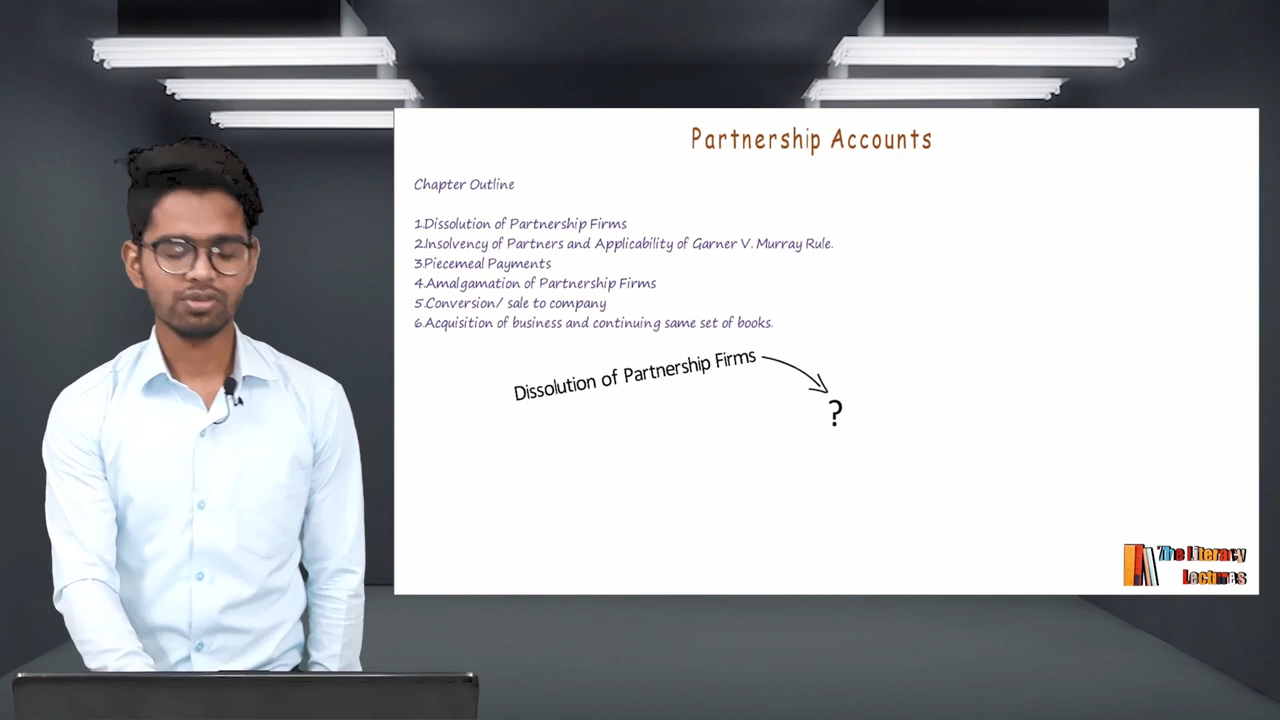 Partnership Accounts
Chapter Outline
1.Dissolution of Partnership Firms
2.Insolvency of Partners and Applicability of Garner V. Murray Rule.
3.Piecemeal Payments
4.Amalgamation of Partnership Firms
5.Conversion/ sale to company
6.Acquisition of business and continuing same set of books.
Dissolution of Partnership Firms
?
The Literacy
Lectures